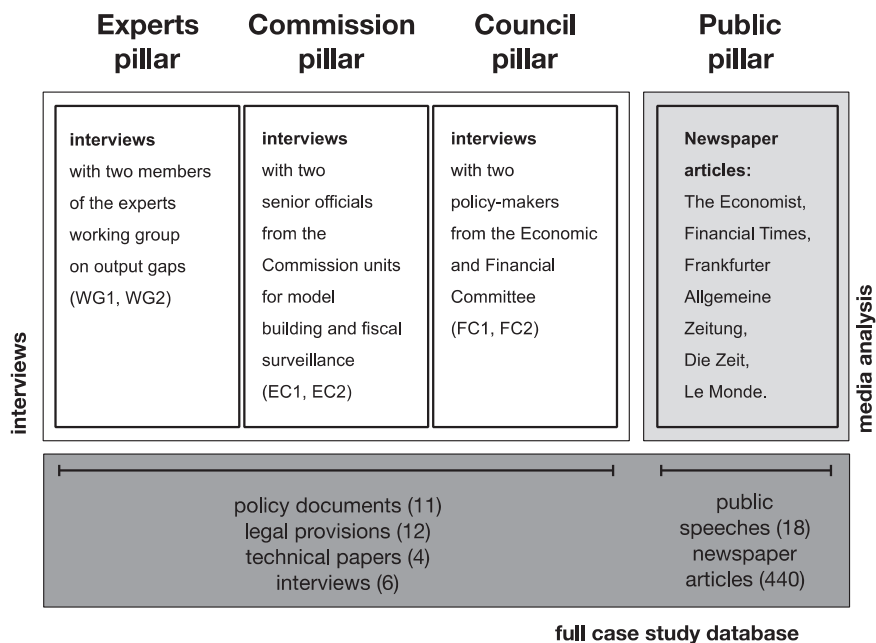 Experts
pillar
Commission
pillar
Council
pillar
Public
pillar
interviews
interviews
with two members
of the experts
working group
on output gaps
(WG1, WG2)
interviews
with two
senior officials
from the
Commission units
for model
building and fiscal
surveillance
(EC1, EC2)
interviews
with two
policy-makers
from the Economic
and Financial
Committee
(FC1, FC2)
Newspaper
articles:
The Economist,
Financial Times,
Frankfurter
Allgemeine
Zeitung,
Die Zeit,
Le Monde.
media analysis
policy documents (11)
legal provisions (12)
technical papers (4)
interviews (6)
public
speeches (18)
newspaper
articles (440)
full case study database